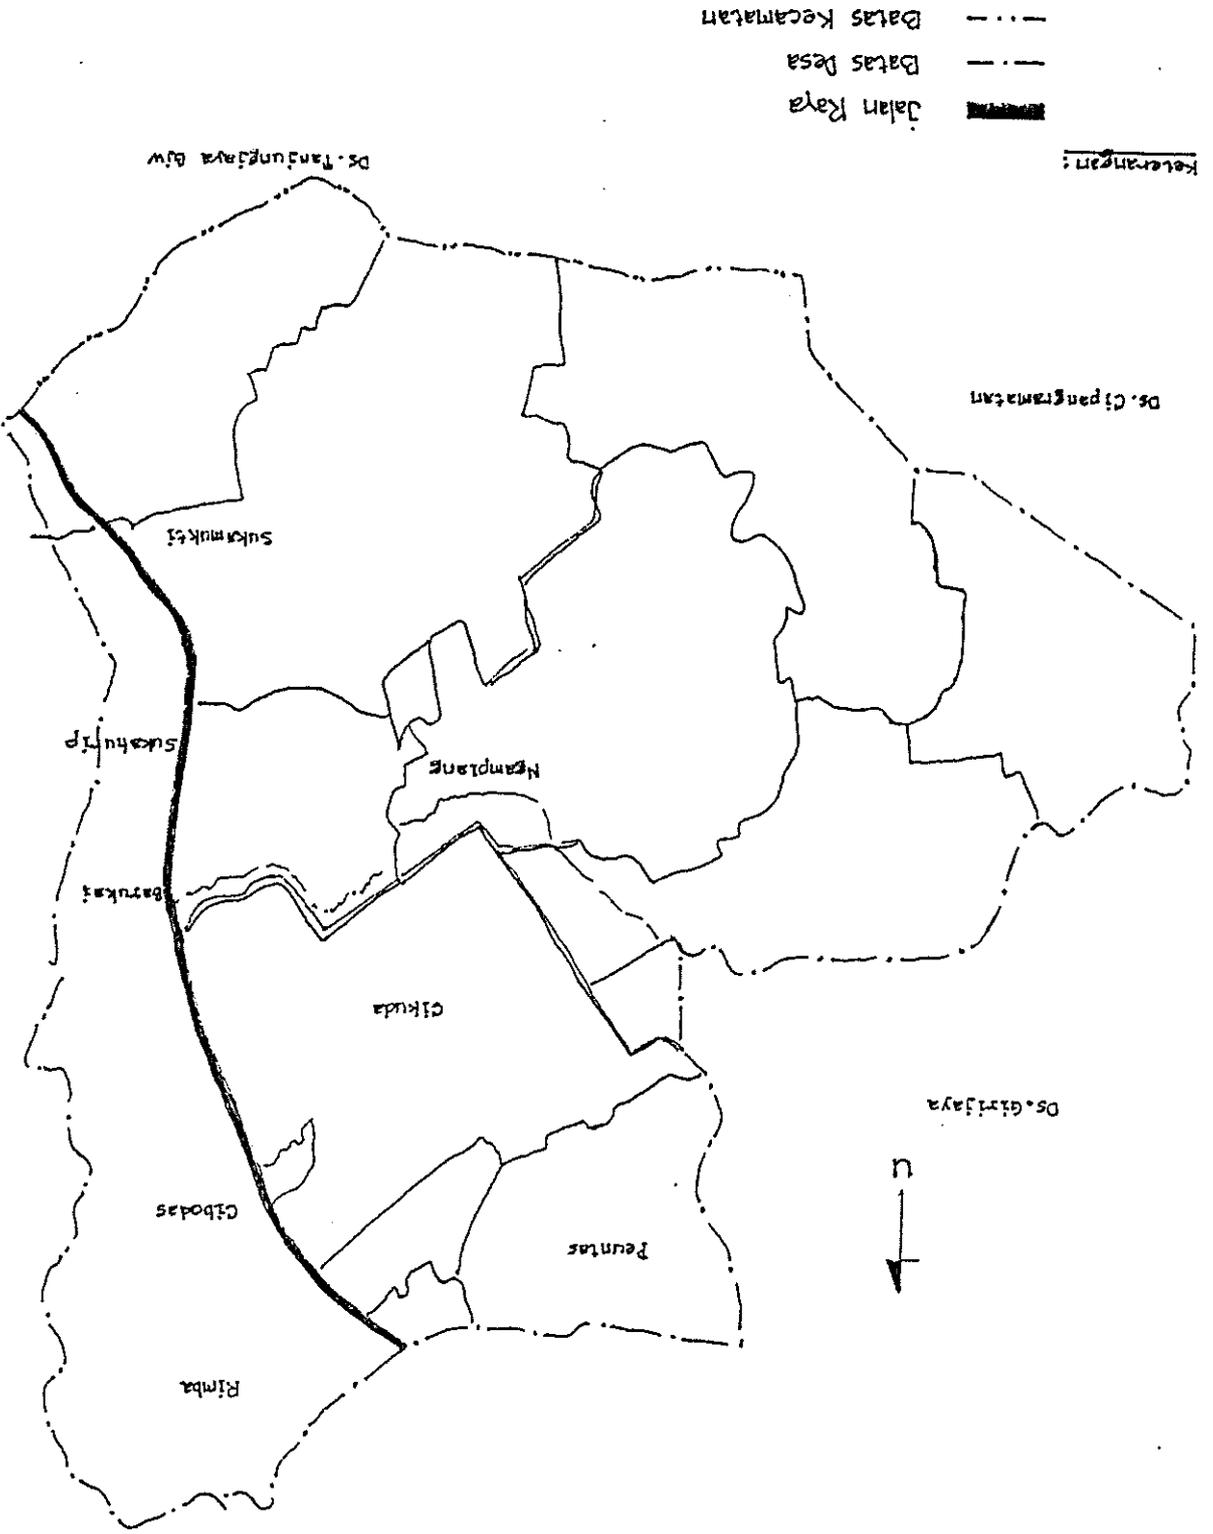 Rimba
Peuntas
Cibodas
U
Ds.Girijaya
Cikuda
Barukai
Ngamplang
Sukahurip
Sukamukti
Ds.Cipangramatan
Ds.Tanjungjaya Bjw
Keterangan:
Jalan Raya
Batas Desa
Batas Kecamatan